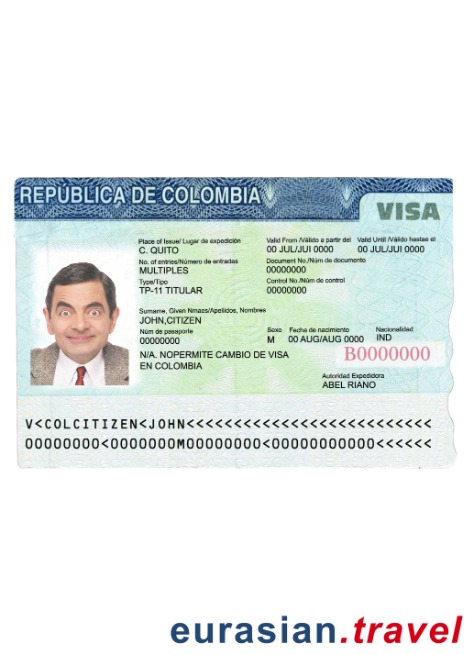 REPÚBLICA DE COLOMBIA
VISA
Place of Issue/ Lugar de expedición
C. QUITO
Valid From /Válido a partir del
00 JUL/JUI 0000
Valid Until /Válido hastae el
00 JUL/JUI 0000
No. of entries/Número de entradas
MULTIPLES
Document No./Núm de documento
00000000
Type/Tipo
TP-11 TITULAR
Control No./Núm de control
00000000
Surname, Given Nmaes/Apelidos, Nombres
JOHN,CITIZEN
Núm de pasaporte
00000000
Sexo
M
Fecha de nacimiento
00 AUG/AUG 0000
Nacionalidad
IND
N/A. NOPERMITE CAMBIO DE VISA
EN COLOMBIA
B0000000
Autoridad Expedidora
ABEL RIANO
V<COLCITIZEN<JOHN<<<<<<<<<<<<<<<<<<<<<<<<<<<
00000000<0000000M00000000<00000000000<<<<<<
eurasian.travel